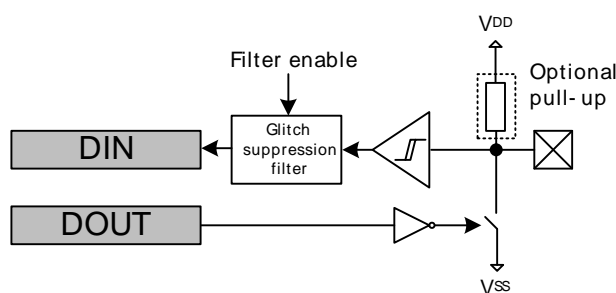 VDD
Filter enable
Optional
pull-up
Glitch
suppression
filter
DIN
DOUT
VSS